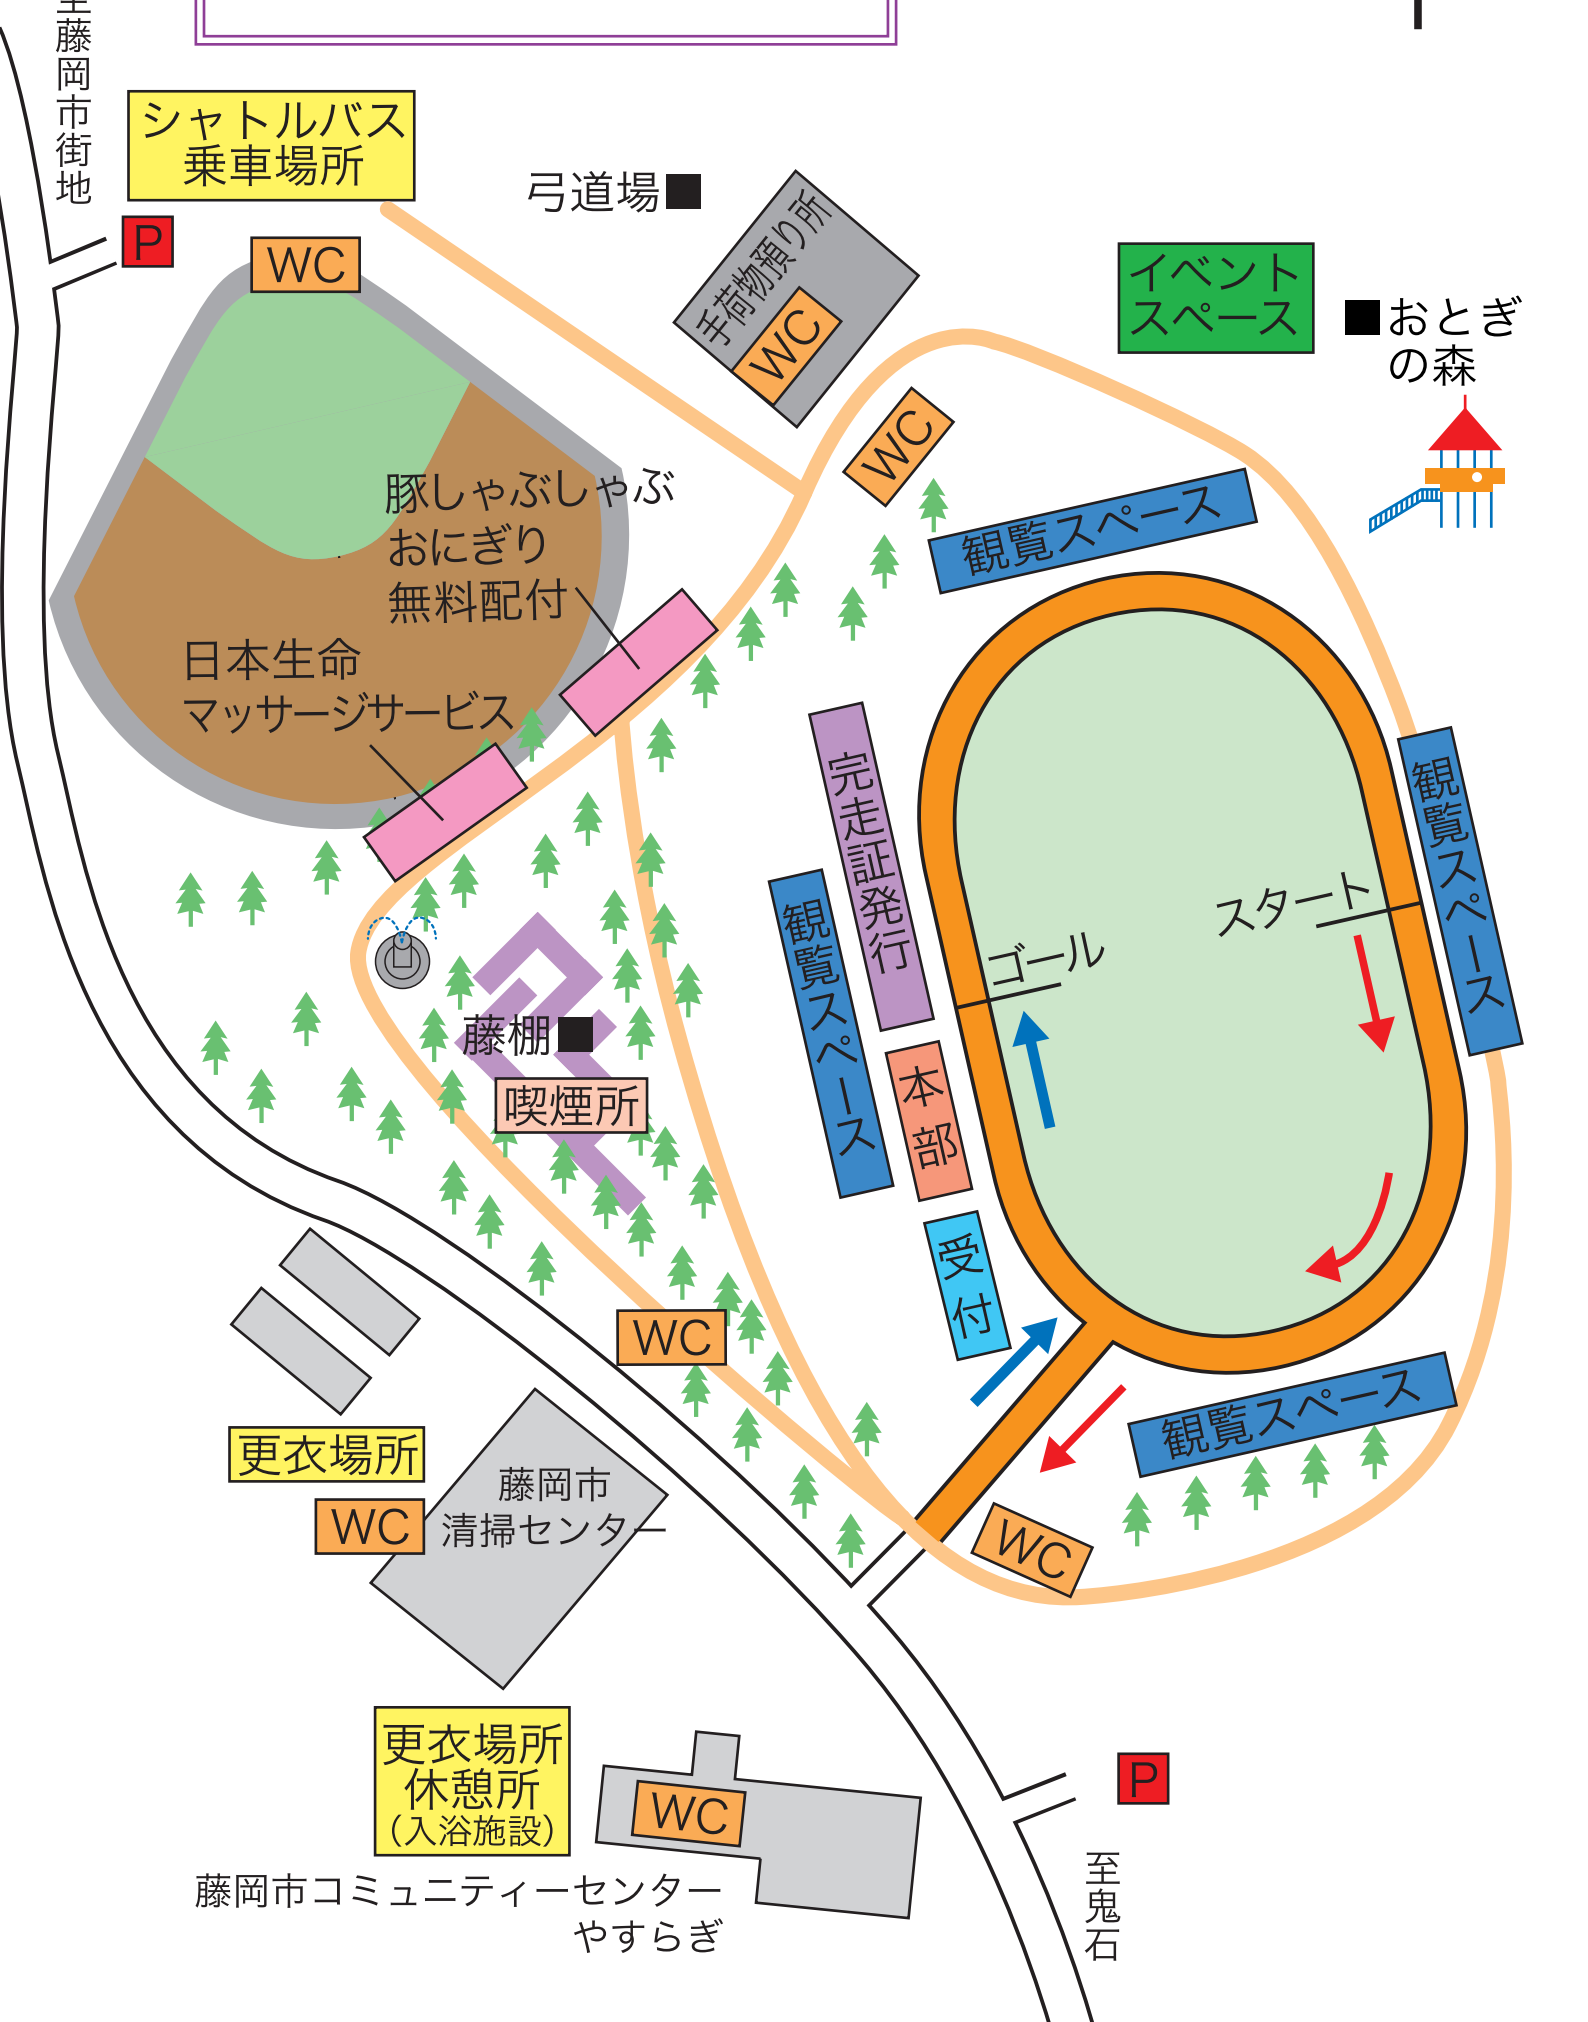 至藤岡市街地
シャトルバス
乗車場所
P
WC
弓道場■
手荷物預り所
WC
WC
イベント
スペース
■おとぎ
の森
観覧スペース
豚しゃぶしゃぶ
おにぎり
無料配付
日本生命
マッサージサービス
完走証発行
観覧スペース
観覧スペース
スタート
ゴール
藤棚■
喫煙所
本部
受付
WC
観覧スペース
更衣場所
WC
藤岡市
清掃センター
WC
更衣場所
休憩所
（入浴施設）
WC
P
藤岡市コミュニティーセンター
やすらぎ
至鬼石